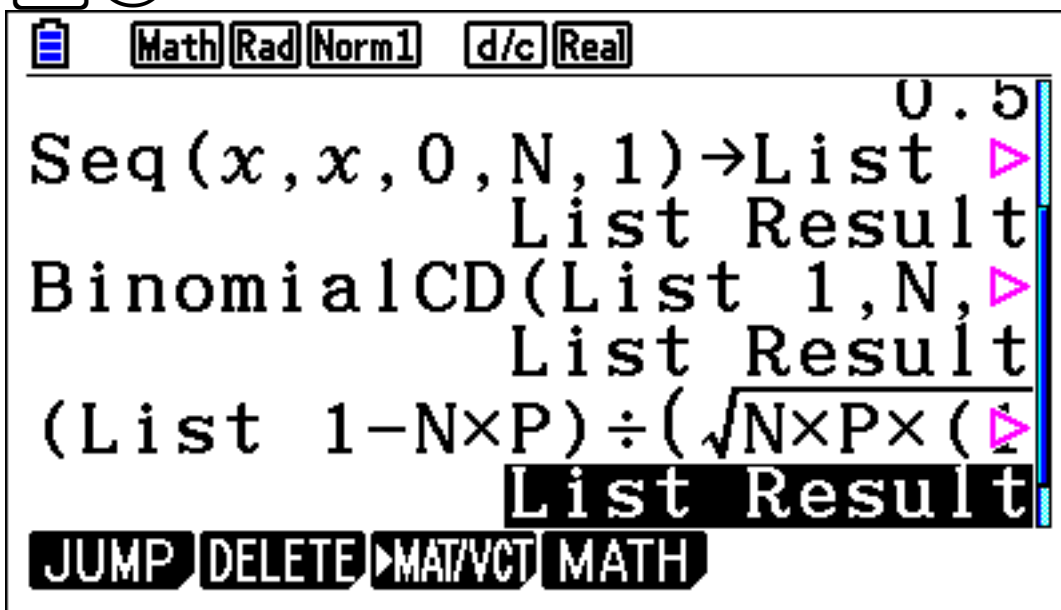 Math Rad Norm1 d/c Real
0.5
Seq(x,x,0,N,1)→List
List Result
BinomialCD(List 1,N,
List Result
(List 1-N×P)÷(√N×P×(1
List Result
JUMP DELETE ▶MAT/VCT MATH